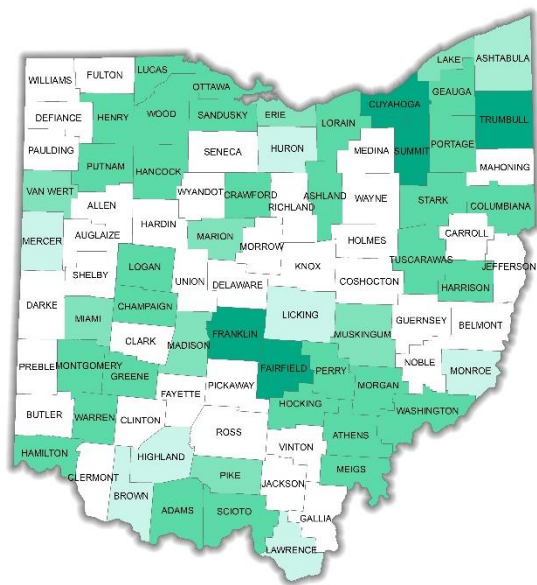 WILLIAMS
FULTON
LUCAS
OTTAWA
LAKE
ASHTABULA
DEFIANCE
HENRY
WOOD
SANDUSKY
ERIE
LORAIN
CUYAHOGA
GEAUGA
TRUMBULL
PAULDING
PUTNAM
HANCOCK
SENECA
HURON
MEDINA
SUMMIT
PORTAGE
MAHONING
VAN WERT
ALLEN
WYANDOT
CRAWFORD
RICHLAND
ASHLAND
WAYNE
STARK
COLUMBIANA
MERCER
AUGLAIZE
HARDIN
MARION
MORROW
HOLMES
CARROLL
TUSCARAWAS
JEFFERSON
SHELBY
LOGAN
UNION
DELAWARE
KNOX
COSHOCTON
HARRISON
DARKE
MIAMI
CHAMPAIGN
CLARK
MADISON
FRANKLIN
LICKING
MUSKINGUM
GUERNSEY
BELMONT
PREBLE
MONTGOMERY
GREENE
FAYETTE
PICKAWAY
FAIRFIELD
PERRY
MORGAN
NOBLE
MONROE
BUTLER
WARREN
CLINTON
ROSS
HOCKING
ATHENS
WASHINGTON
HAMILTON
CLERMONT
BROWN
HIGHLAND
PIKE
VINTON
MEIGS
ADAMS
SCIOTO
JACKSON
GALLIA
LAWRENCE